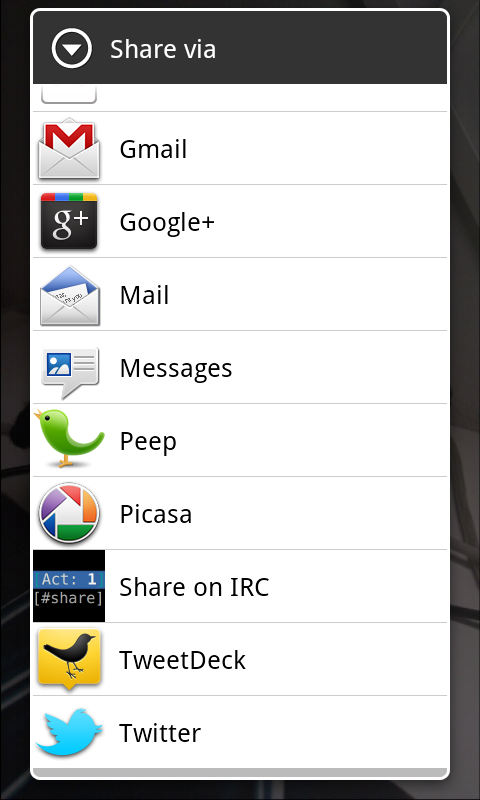 Share via
Gmail
g+
Google+
Mail
Messages
Peep
Picasa
Act: 1
[#share]
Share on IRC
TweetDeck
Twitter